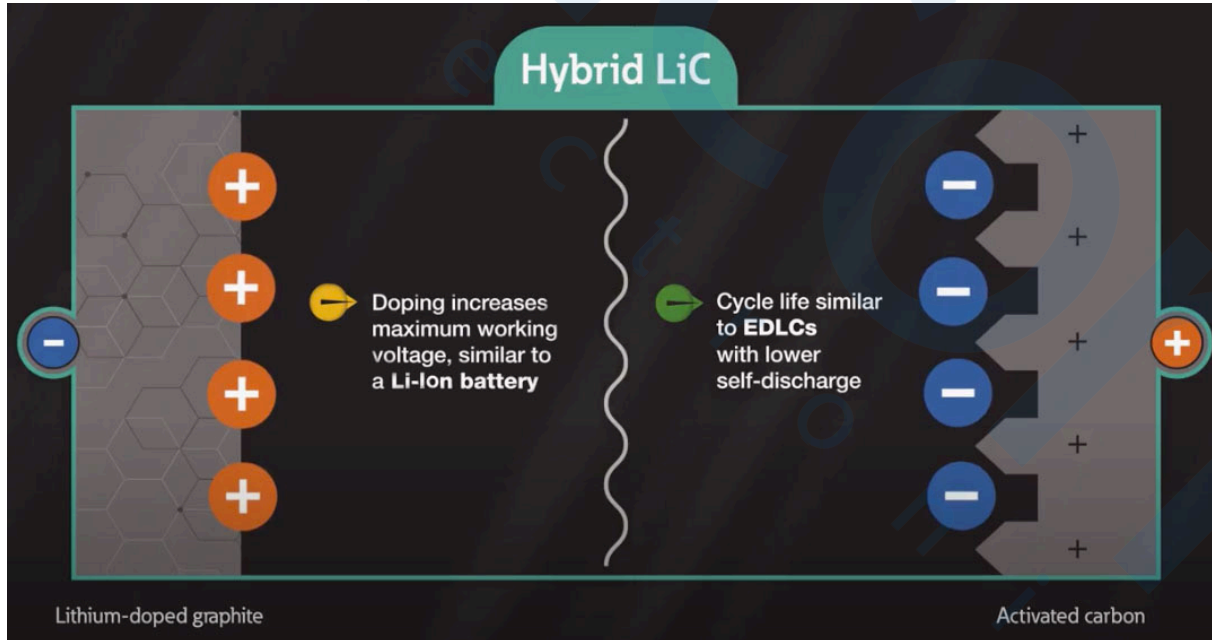 Hybrid LiC
Doping increases
maximum working
voltage, similar to
a Li-Ion battery
Cycle life similar
to EDLCs
with lower
self-discharge
Lithium-doped graphite
Activated carbon